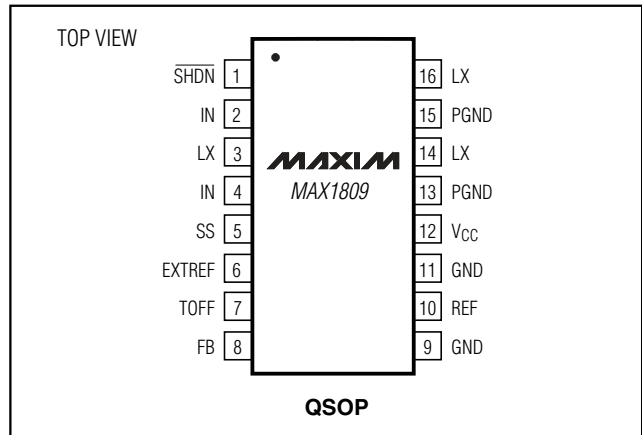 TOP VIEW
SHDN 1
IN 2
LX 3
IN 4
SS 5
EXTREF 6
TOFF 7
FB 8
MAXIM
MAX1809
16 LX
15 PGND
14 LX
13 PGND
12 VCC
11 GND
10 REF
9 GND
QSOP